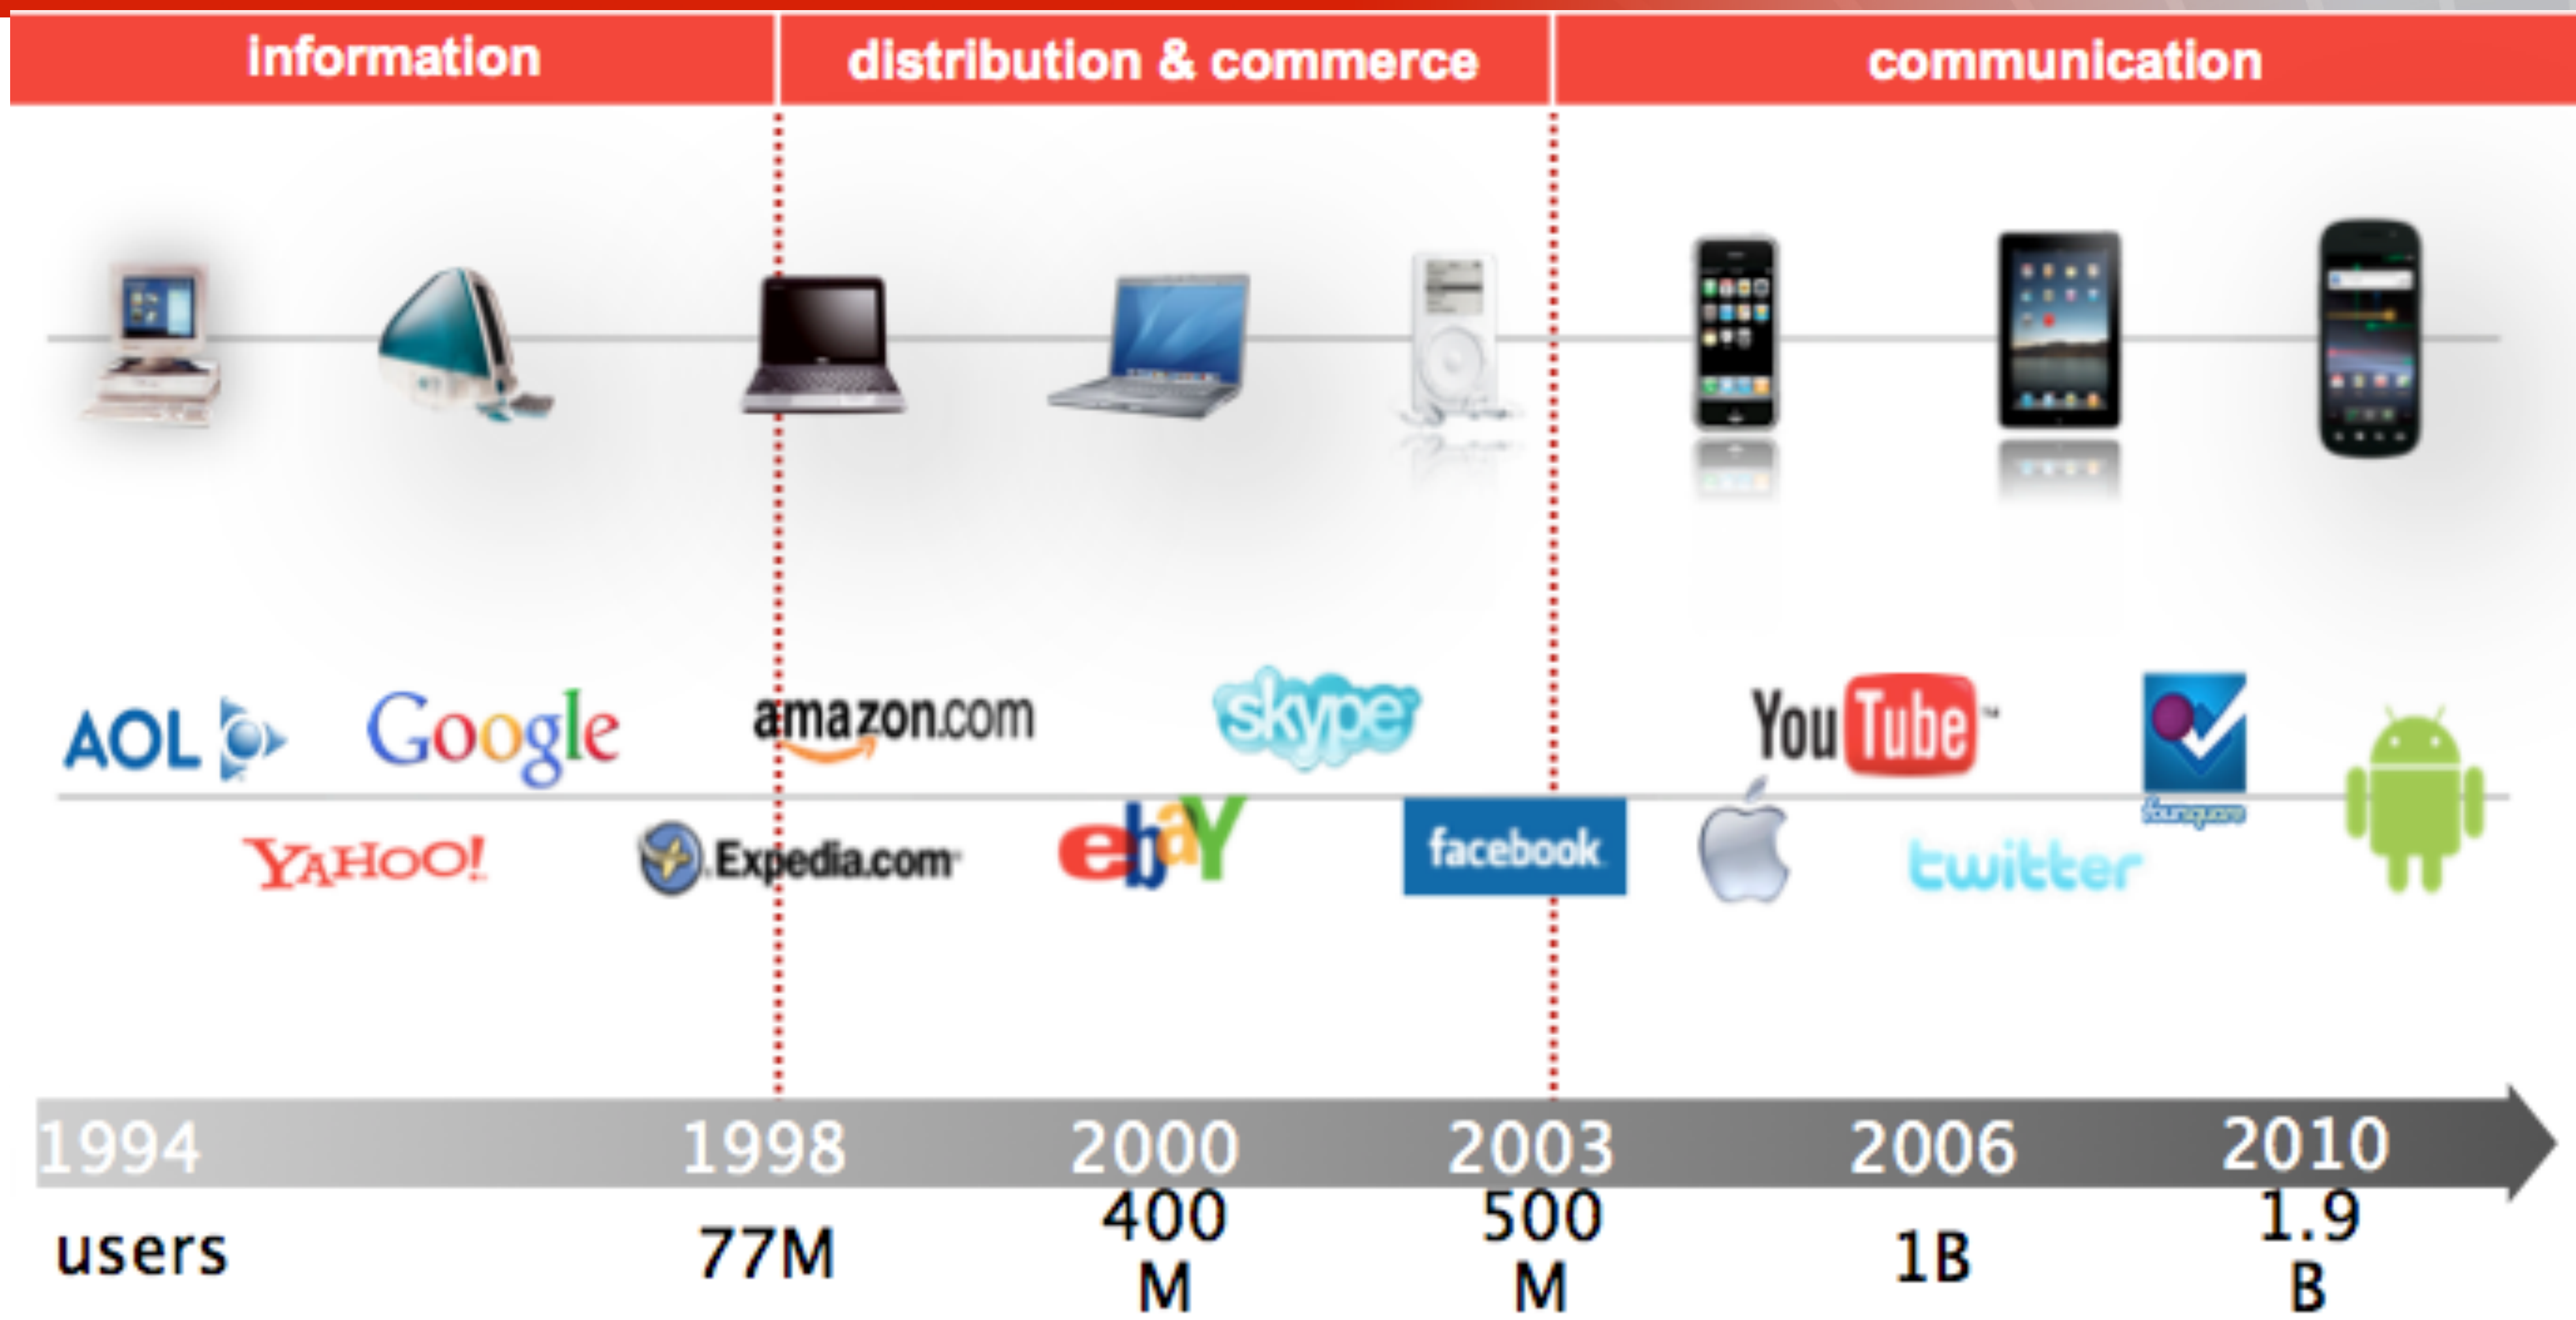 information
distribution & commerce
communication
AOL
Google
amazon.com
skype
YouTube
foursquare
YAHOO!
Expedia.com
ebaY
facebook
twitter
1994
1998
2000
2003
2006
2010
users
77M
400
M
500
M
1B
1.9
B